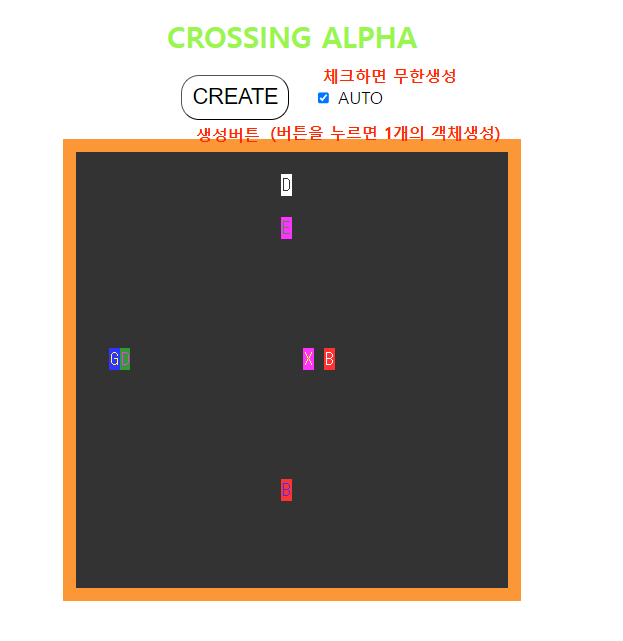 CROSSING ALPHA
체크하면 무한생성
CREATE
AUTO
생성버튼 (버튼을 누르면 1개의 객체생성)
D
E
G D X B
B